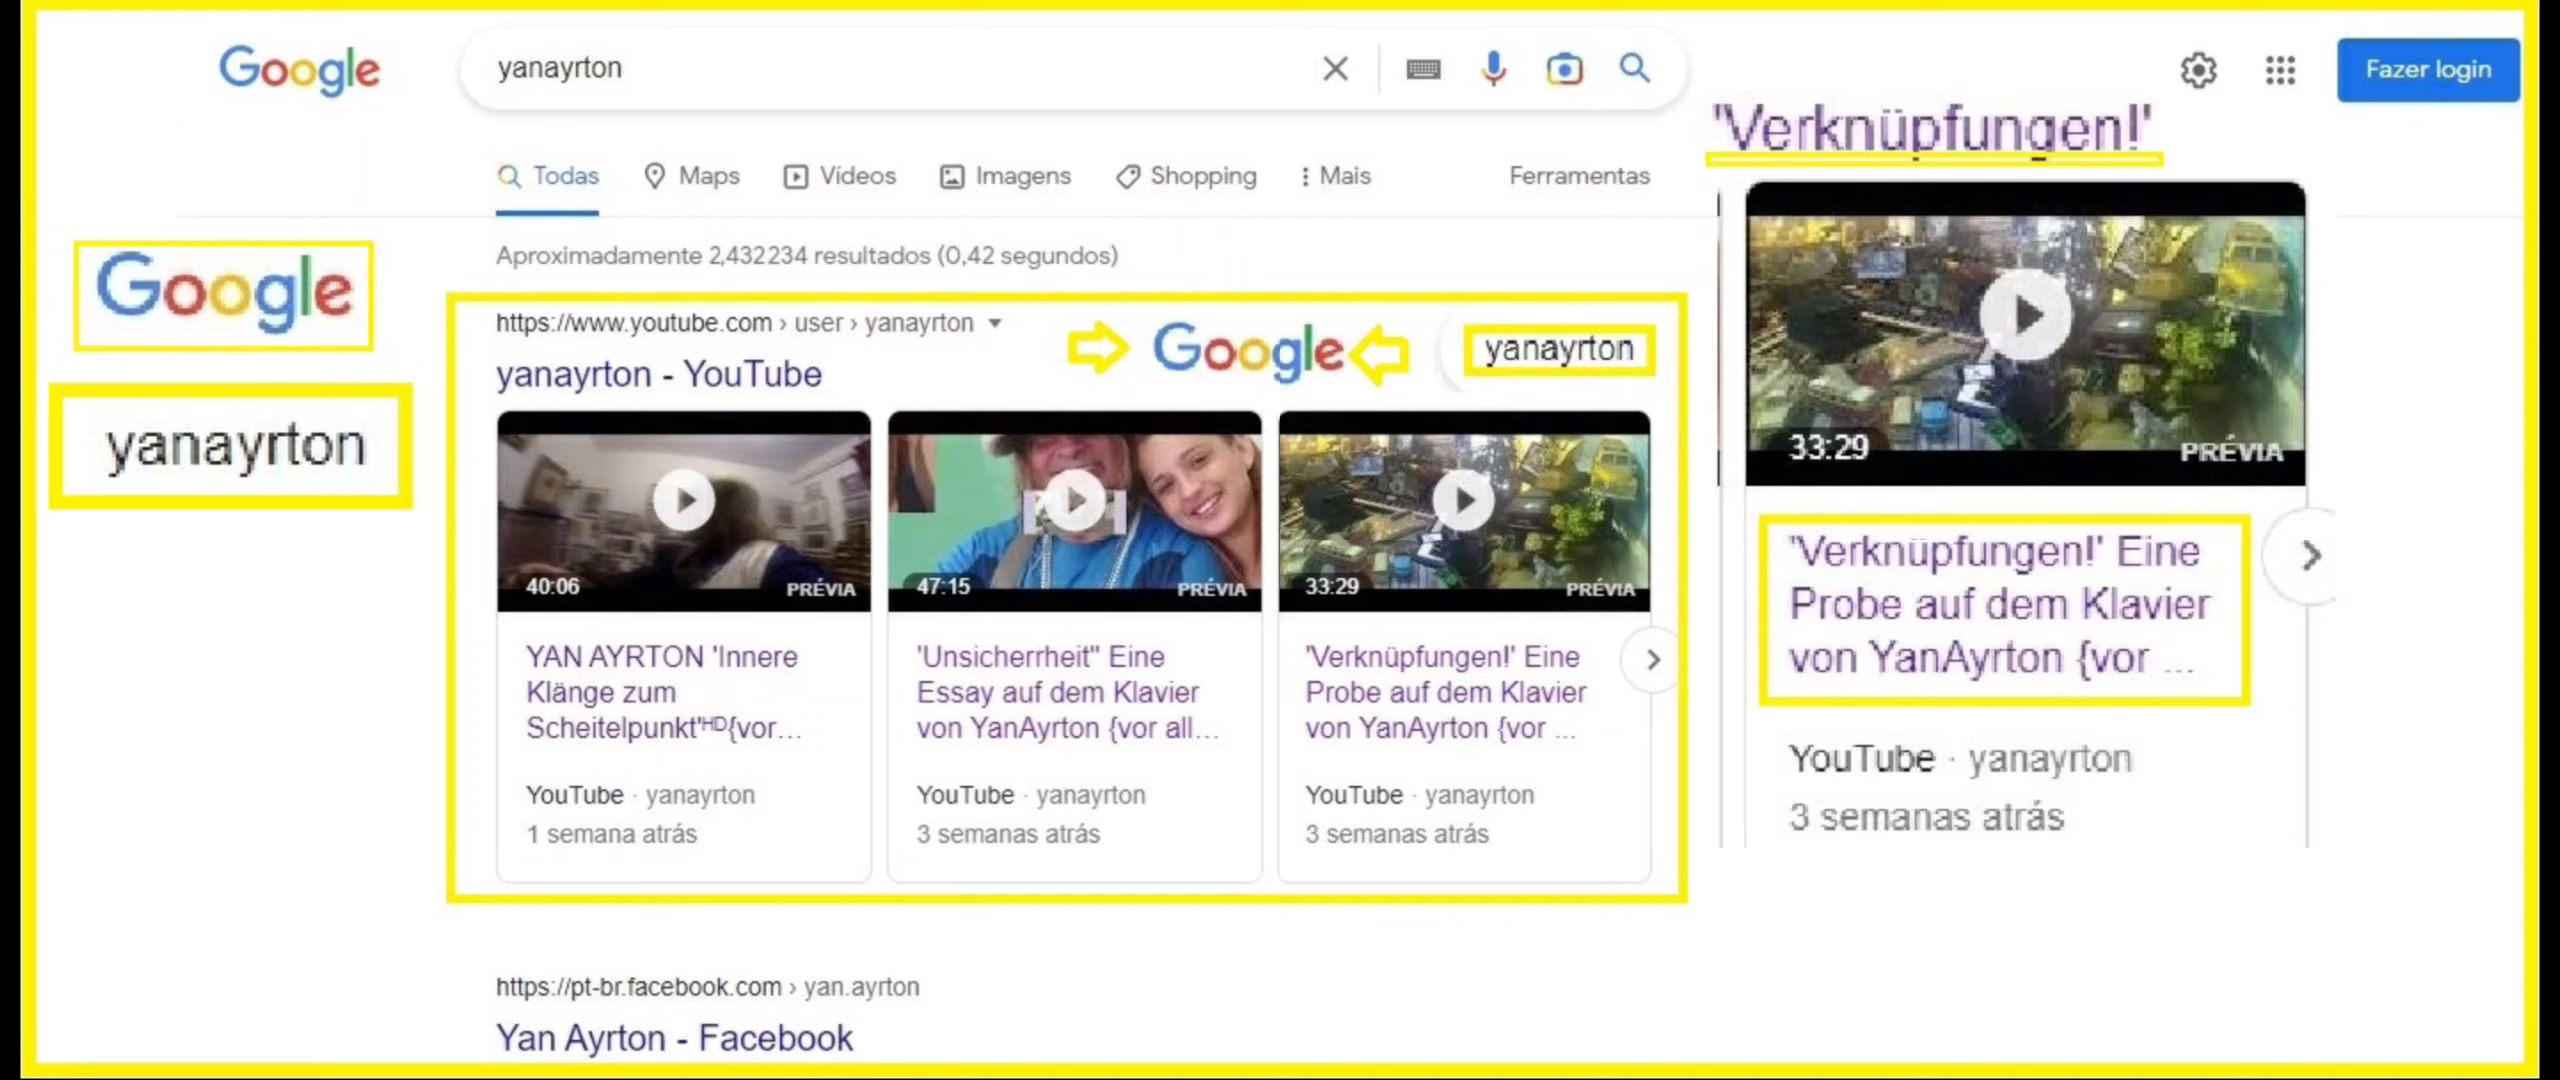 Google
yanayrton
Fazer login
'Verknüpfungen!'
Todas
Maps
Vídeos
Imagens
Shopping
Mais
Ferramentas
Aproximadamente 2,432234 resultados (0,42 segundos)
Google
yanayrton
https://www.youtube.com › user › yanayrton
yanayrton - YouTube
Google
yanayrton
40:06
PRÉVIA
YAN AYRTON 'Innere
Klänge zum
Scheitelpunkt'ᴴᴰ{vor...
YouTube · yanayrton
1 semana atrás
47:15
PRÉVIA
'Unsicherrheit" Eine
Essay auf dem Klavier
von YanAyrton {vor all...
YouTube · yanayrton
3 semanas atrás
33:29
PRÉVIA
'Verknüpfungen!' Eine
Probe auf dem Klavier
von YanAyrton {vor ...
YouTube · yanayrton
3 semanas atrás
33:29
PRÉVIA
'Verknüpfungen!' Eine
Probe auf dem Klavier
von YanAyrton {vor ...
YouTube · yanayrton
3 semanas atrás
https://pt-br.facebook.com › yan.ayrton
Yan Ayrton - Facebook